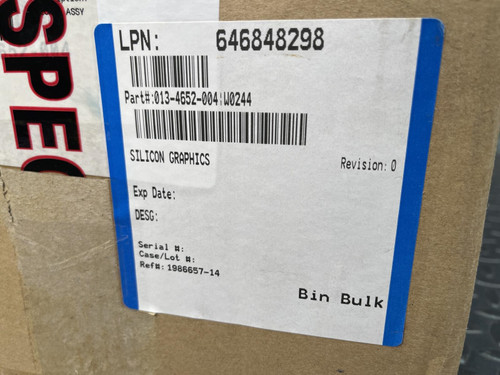 ASSY
SPEC
LPN: 646848298
Part#:013-4652-004:W0244
SILICON GRAPHICS
Revision: 0
Exp Date:
DESG:
Serial #:
Case/Lot #:
Ref#: 1986657-14
Bin Bulk